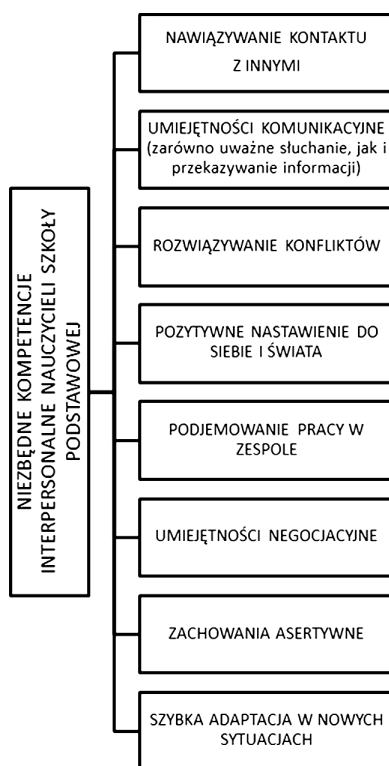 NIEZBĘDNE KOMPETENCJE
INTERPERSONALNE NAUCZYCIELI SZKOŁY
PODSTAWOWEJ
NAWIĄZYWANIE KONTAKTU
Z INNYMI
UMIEJĘTNOŚCI KOMUNIKACYJNE
(zarówno uważne słuchanie, jak i
przekazywanie informacji)
ROZWIĄZYWANIE KONFLIKTÓW
POZYTYWNE NASTAWIENIE DO
SIEBIE I ŚWIATA
PODJEMOWANIE PRACY W
ZESPOLE
UMIEJĘTNOŚCI NEGOCJACYJNE
ZACHOWANIA ASERTYWNE
SZYBKA ADAPTACJA W NOWYCH
SYTUACJACH